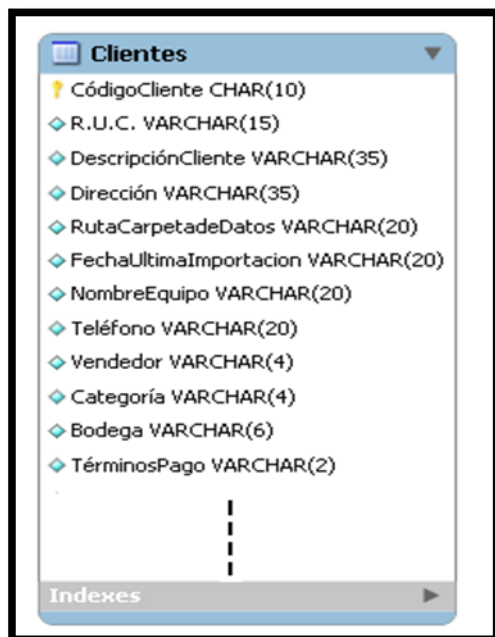 Clientes
CódigoCliente CHAR(10)
R.U.C. VARCHAR(15)
DescripciónCliente VARCHAR(35)
Dirección VARCHAR(35)
RutaCarpetadeDatos VARCHAR(20)
FechaUltimaImportacion VARCHAR(20)
NombreEquipo VARCHAR(20)
Teléfono VARCHAR(20)
Vendedor VARCHAR(4)
Categoría VARCHAR(4)
Bodega VARCHAR(6)
TérminosPago VARCHAR(2)
Indexes